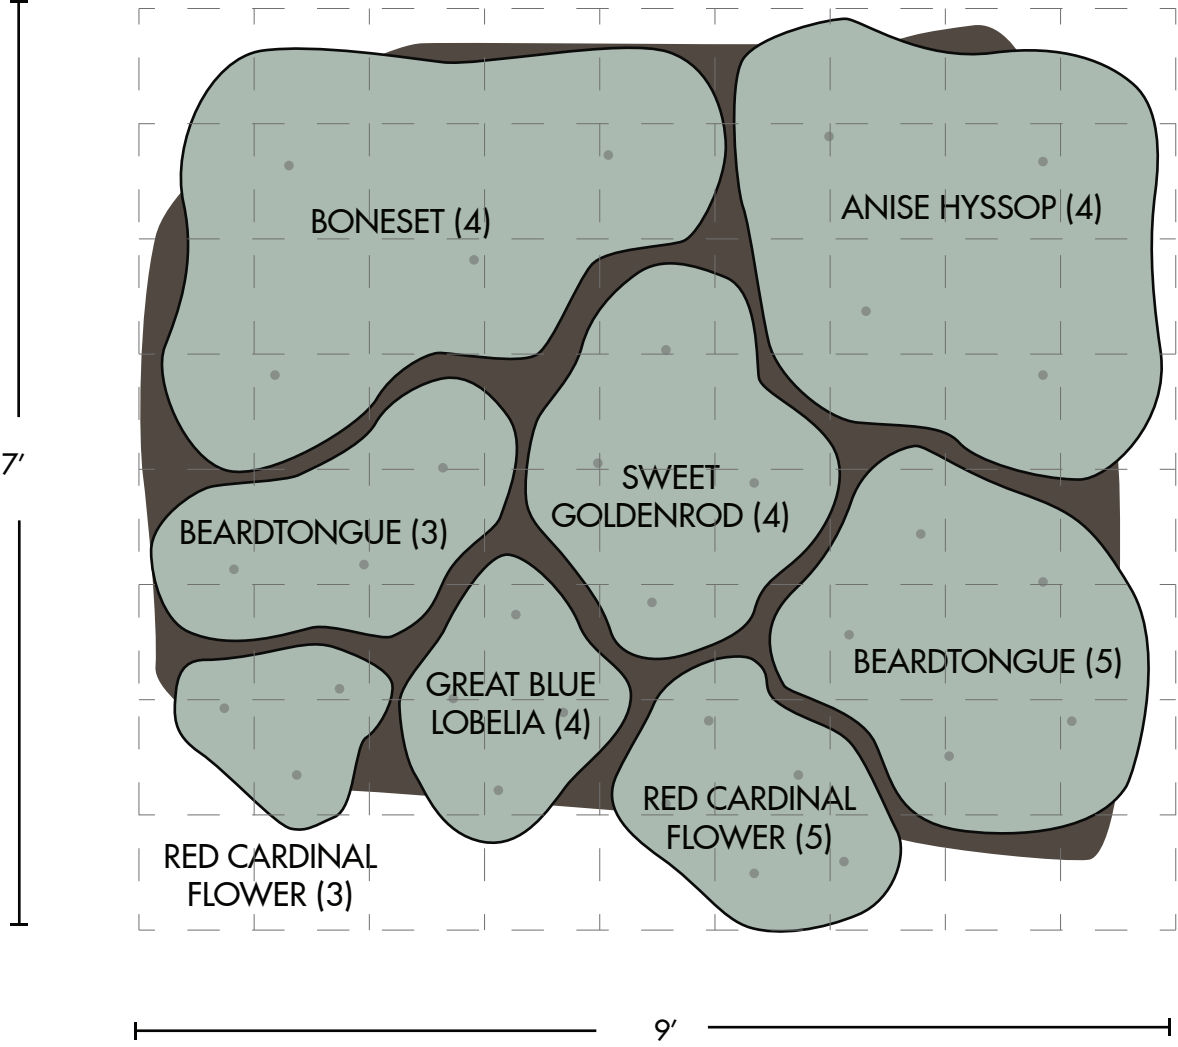 BONESET (4)
ANISE HYSSOP (4)
7'
SWEET
GOLDENROD (4)
BEARDTONGUE (3)
BEARDTONGUE (5)
GREAT BLUE
LOBELIA (4)
RED CARDINAL
FLOWER (5)
RED CARDINAL
FLOWER (3)
9'